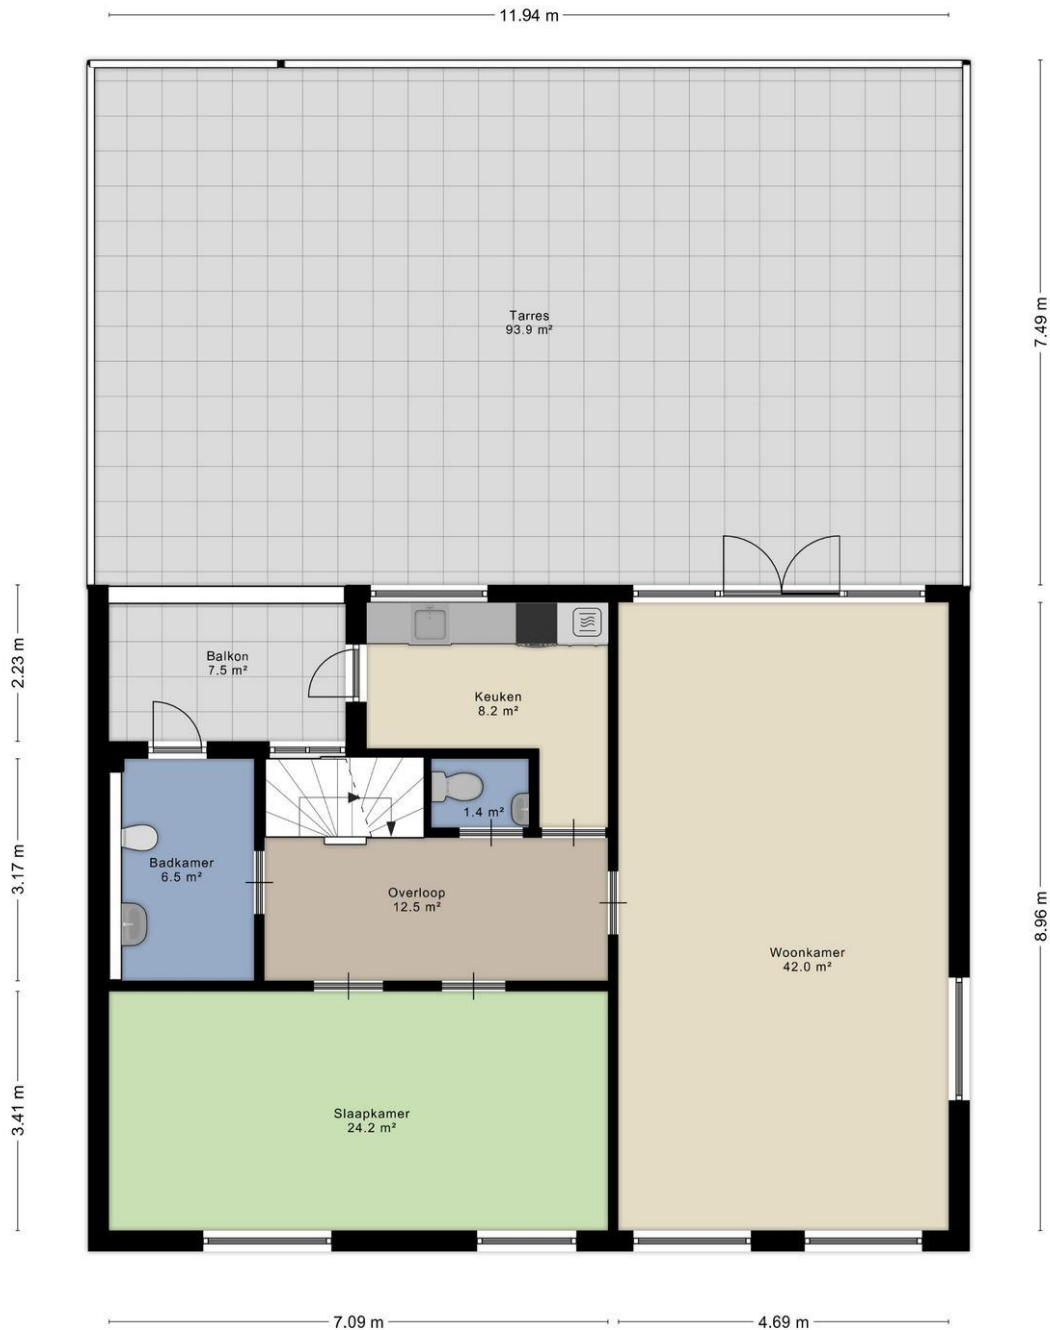 11.94 m
Tarres
93.9 m²
7.49 m
Balkon
7.5 m²
2.23 m
Keuken
8.2 m²
1.4 m²
Badkamer
6.5 m²
3.17 m
Overloop
12.5 m²
Woonkamer
42.0 m²
8.96 m
Slaapkamer
24.2 m²
3.41 m
7.09 m
4.69 m